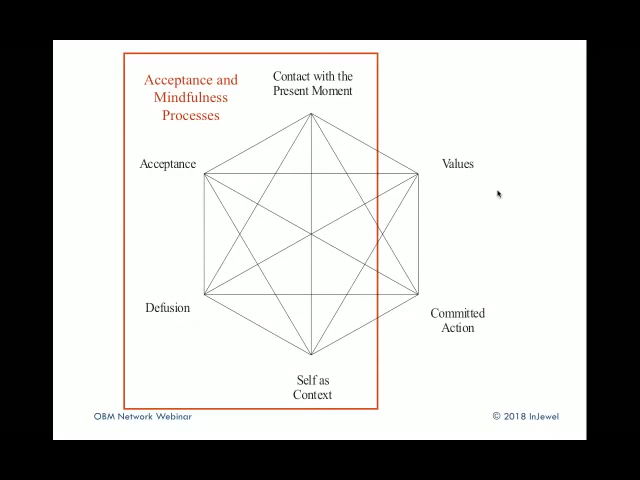 Acceptance and
Mindfulness
Processes
Contact with the
Present Moment
Acceptance
Values
Defusion
Committed
Action
Self as
Context
OBM Network Webinar
© 2018 InJewel